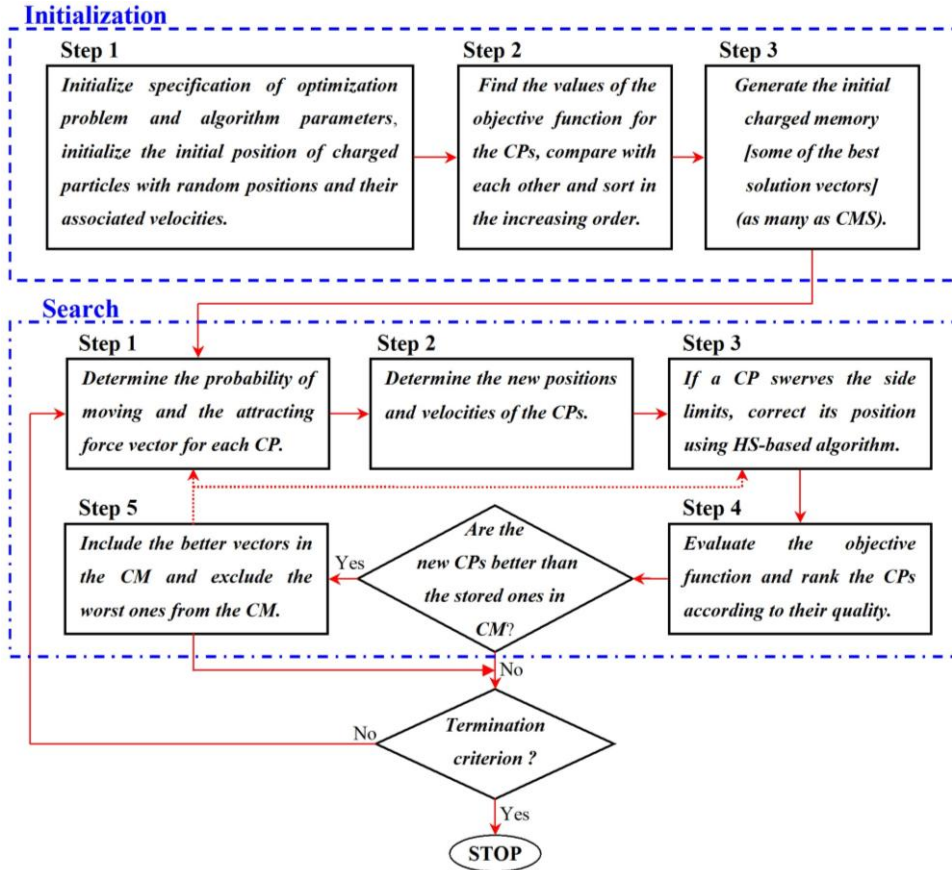 Initialization
Step 1
Initialize specification of optimization
problem and algorithm parameters,
initialize the initial position of charged
particles with random positions and their
associated velocities.
Step 2
Find the values of the
objective function for
the CPs, compare with
each other and sort in
the increasing order.
Step 3
Generate the initial
charged memory
[some of the best
solution vectors]
(as many as CMS).
Search
Step 1
Determine the probability of
moving and the attracting
force vector for each CP.
Step 2
Determine the new positions
and velocities of the CPs.
Step 3
If a CP swerves the side
limits, correct its position
using HS-based algorithm.
Step 4
Evaluate the objective
function and rank the CPs
according to their quality.
Are the
new CPs better than
the stored ones in
CM?
Yes
Step 5
Include the better vectors in
the CM and exclude the
worst ones from the CM.
No
Termination
criterion ?
No
Yes
STOP